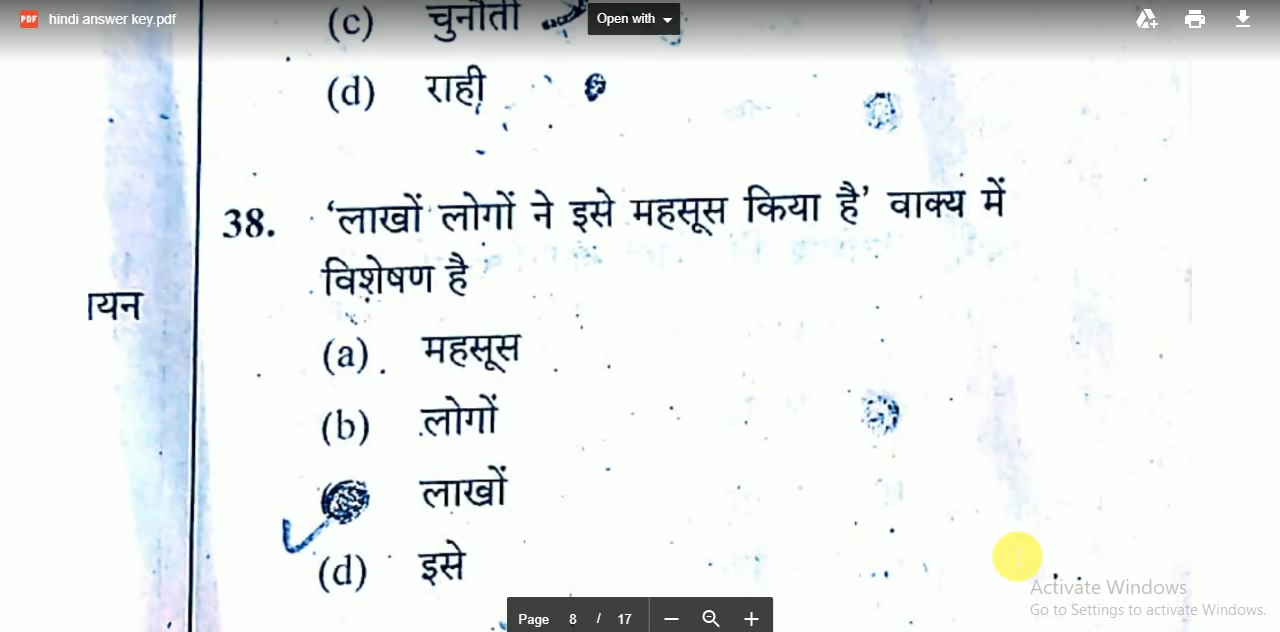 hindi answer key.pdf
Open with
(c) चुनौती
(d) राही
38. ‘लाखों लोगों ने इसे महसूस किया है’ वाक्य में
विशेषण है
ायन
(a) महसूस
(b) लोगों
लाखों
(d) इसे
Activate Windows
Go to Settings to activate Windows.
Page 8 / 17